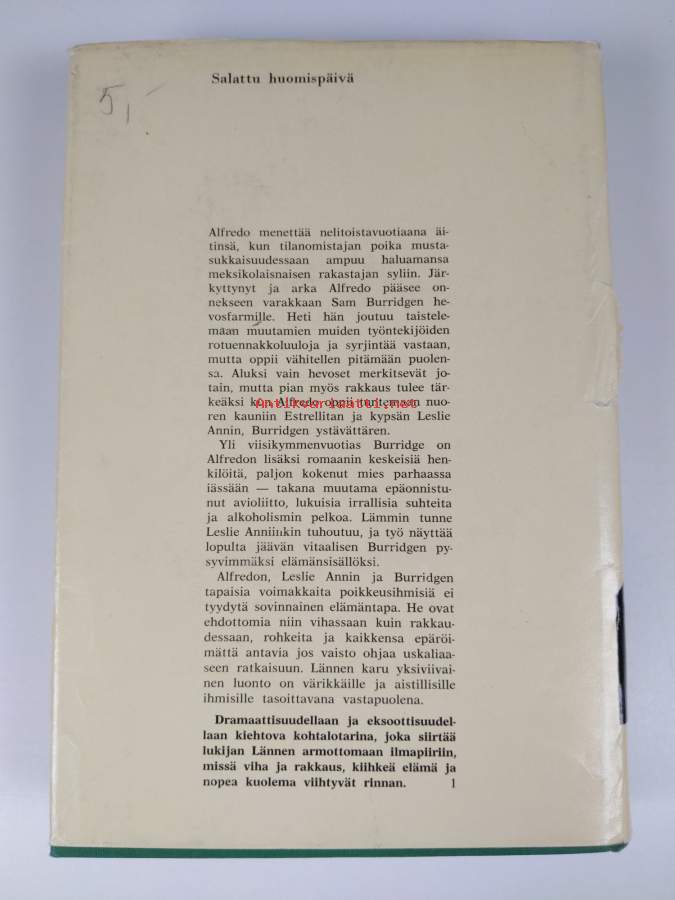 Salattu huomispäivä
5,-
Alfredo menettää nelitoistavuotiaana äi-
tinsä, kun tilanomistajan poika musta-
sukkaisuudessaan ampuu haluamansa
meksikolaisnaisen rakastajan syliin. Jär-
kyttynyt ja arka Alfredo pääsee on-
nekseen varakkaan Sam Burridgen he-
vosfarmille. Heti hän joutuu taistele-
maan muutamien muiden työntekijöiden
rotuennakkoluuloja ja syrjintää vastaan,
mutta oppii vähitellen pitämään puolen-
sa. Aluksi vain hevoset merkitsevät jo-
tain, mutta pian myös rakkaus tulee tär-
keäksi kun Alfredo oppii tuntemaan nuo-
Antikvariaatti.net
ren kauniin Estrellitan ja kypsän Leslie
Annin, Burridgen ystävättären.
Yli viisikymmenvuotias Burridge on
Alfredon lisäksi romaanin keskeisiä hen-
kilöitä, paljon kokenut mies parhaassa
iässään — takana muutama epäonnistu-
nut avioliitto, lukuisia irrallisia suhteita
ja alkoholismin pelkoa. Lämmin tunne
Leslie Anniinkin tuhoutuu, ja työ näyttää
lopulta jäävän vitaalisen Burridgen py-
syvimmäksi elämänsisällöksi.
Alfredon, Leslie Annin ja Burridgen
tapaisia voimakkaita poikkeusihmisiä ei
tyydytä sovinnainen elämäntapa. He ovat
ehdottomia niin vihassaan kuin rakkau-
dessaan, rohkeita ja kaikkensa epäröi-
mättä antavia jos vaisto ohjaa uskaliaa-
seen ratkaisuun. Lännen karu yksiviivai-
nen luonto on värikkäille ja aistillisille
ihmisille tasoittavana vastapuolena.
Dramaattisuudellaan ja eksoottisuudel-
laan kiehtova kohtalotarina, joka siirtää
lukijan Lännen armottomaan ilmapiiriin,
missä viha ja rakkaus, kiihkeä elämä ja
nopea kuolema viihtyvät rinnan. 1